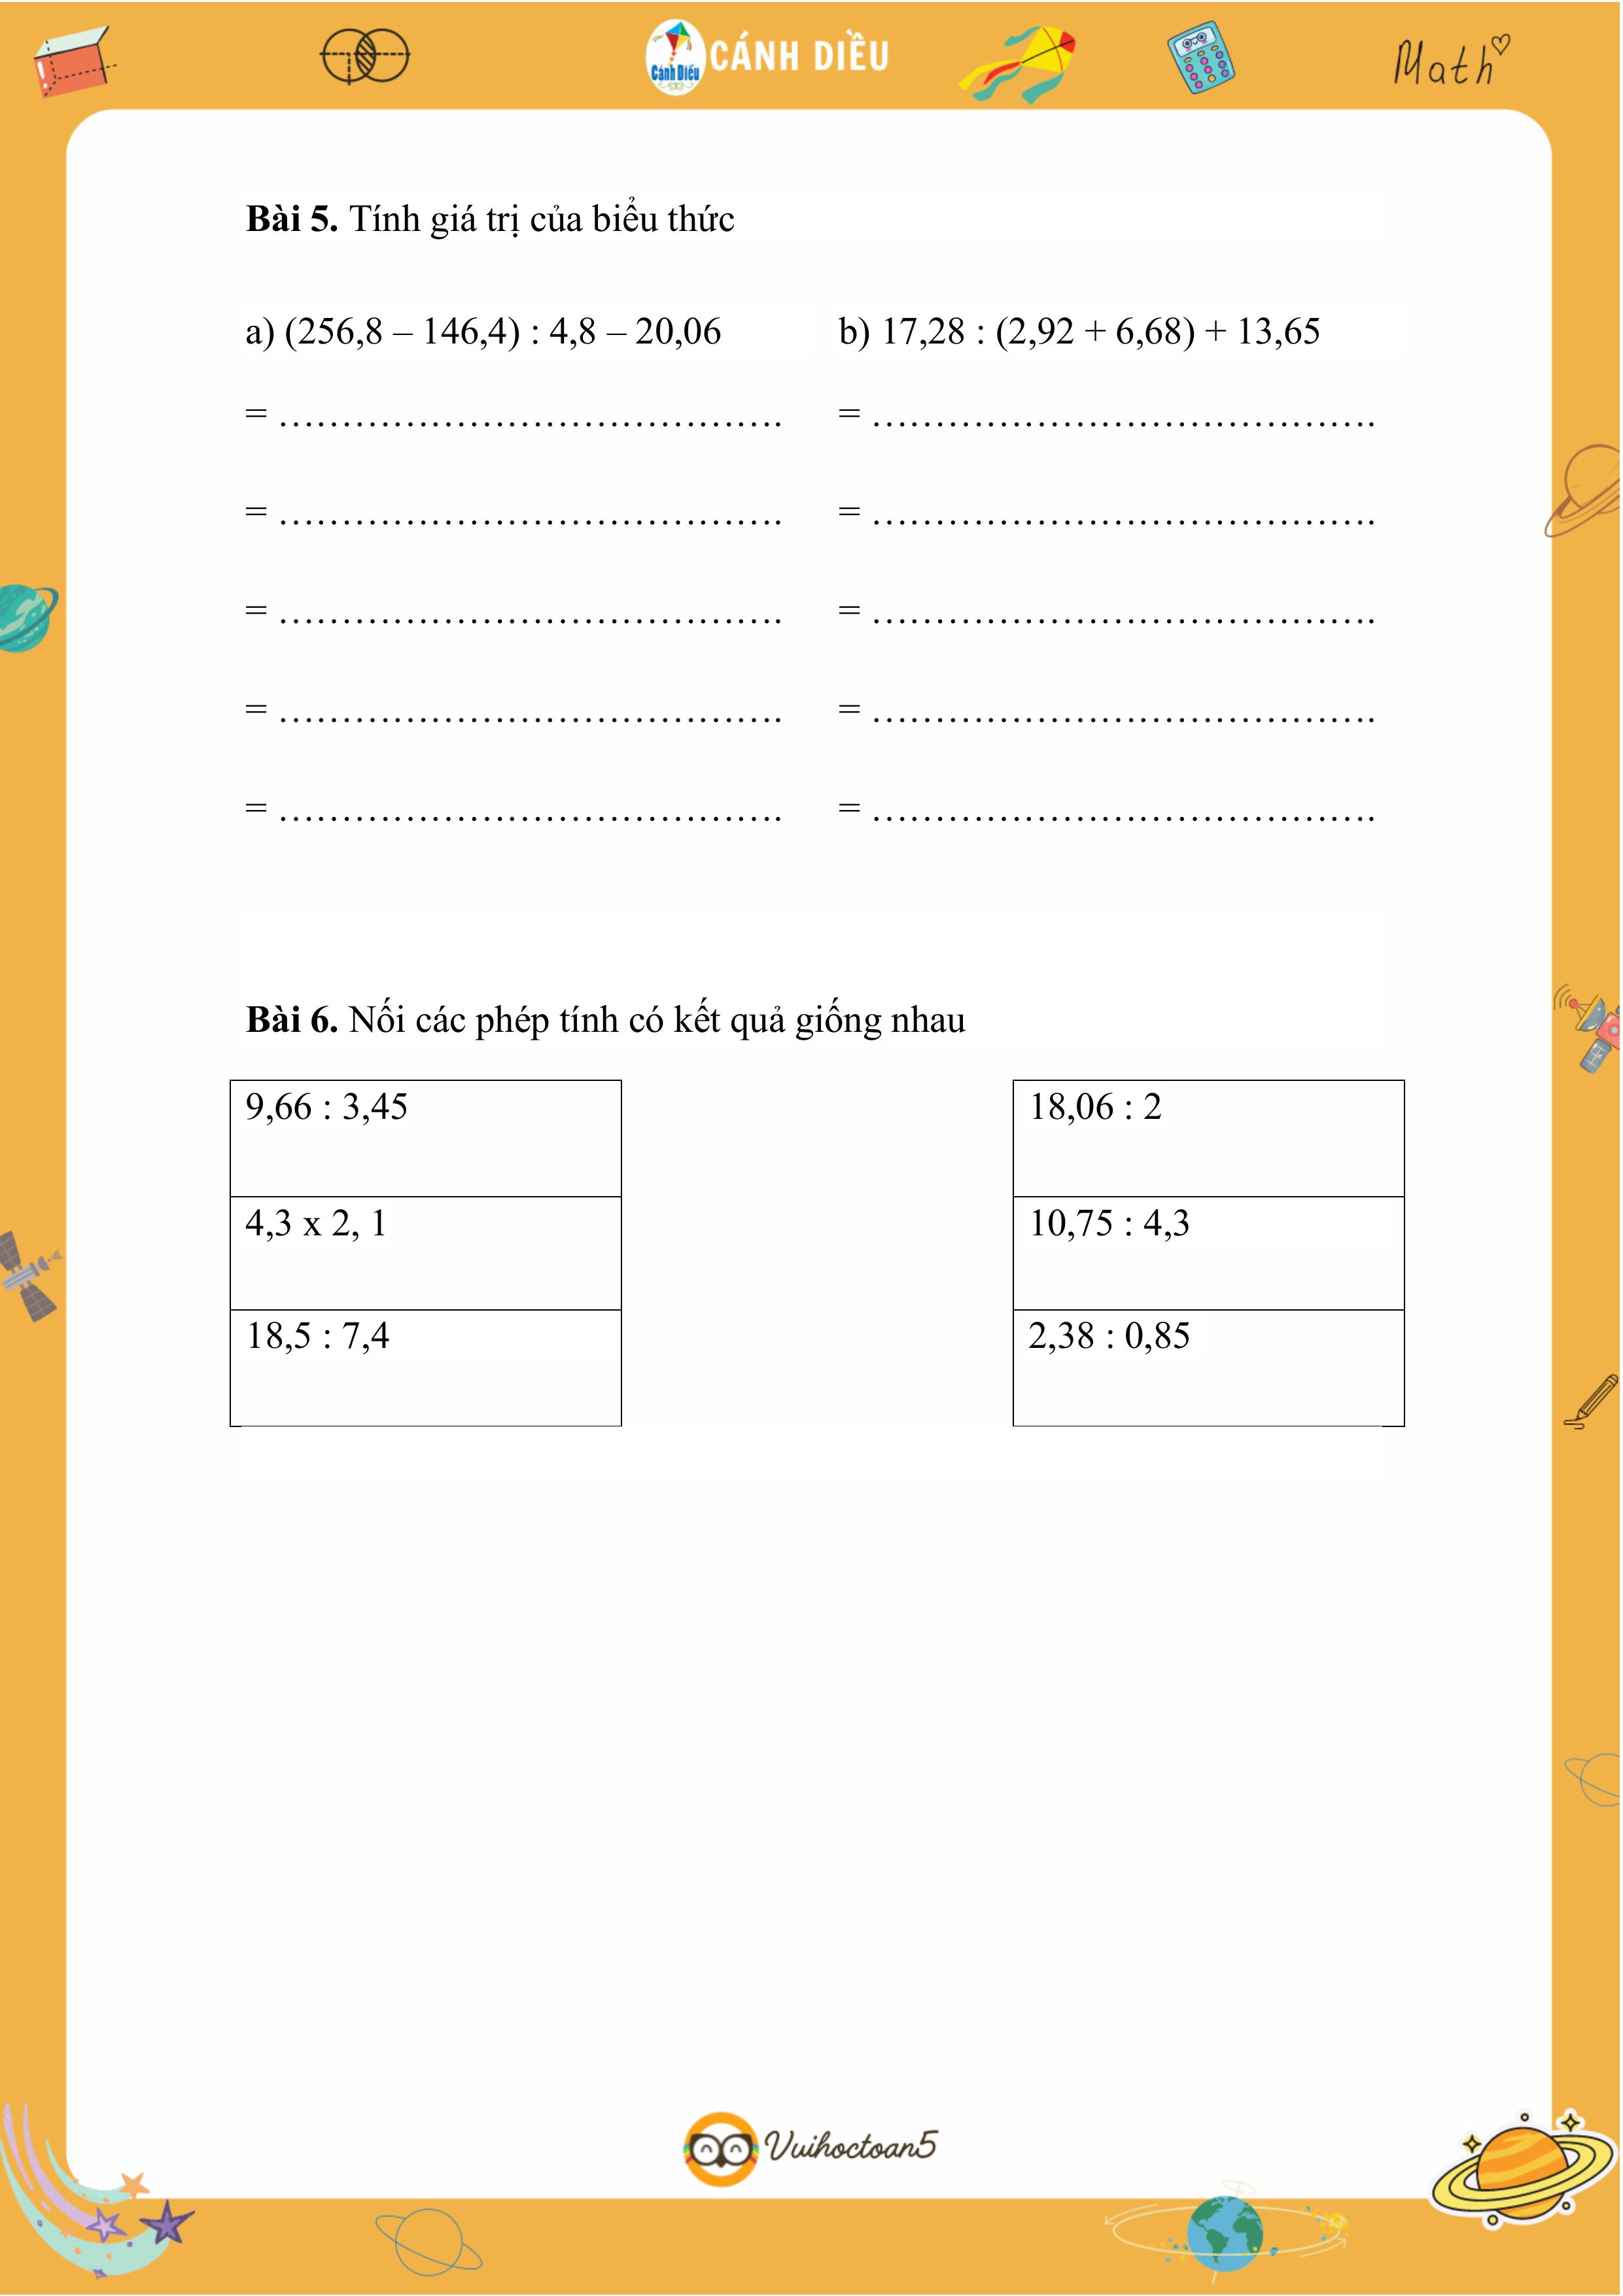 Cánh Diều CÁNH DIỀU Math
Bài 5. Tính giá trị của biểu thức
a) (256,8 – 146,4) : 4,8 – 20,06 b) 17,28 : (2,92 + 6,68) + 13,65
= ……………………………………. = …………………………………….
= ……………………………………. = …………………………………….
= ……………………………………. = …………………………………….
= ……………………………………. = …………………………………….
= ……………………………………. = …………………………………….
Bài 6. Nối các phép tính có kết quả giống nhau
9,66 : 3,45 18,06 : 2
4,3 x 2, 1 10,75 : 4,3
18,5 : 7,4 2,38 : 0,85
Vuihoctoan5